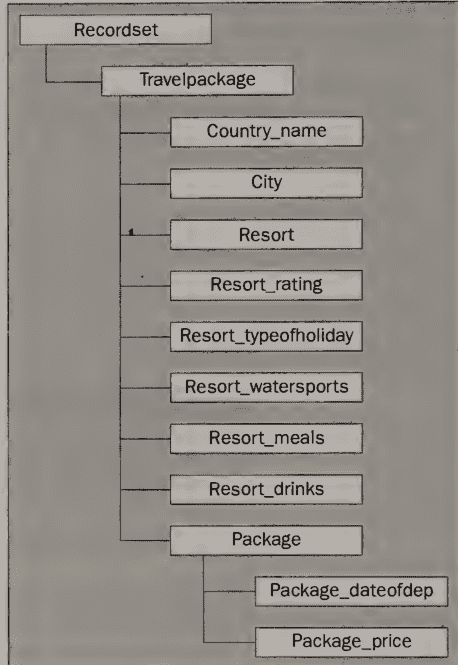 Recordset
Travelpackage
Country_name
City
Resort
Resort_rating
Resort_typeofholiday
Resort_watersports
Resort_meals
Resort_drinks
Package
Package_dateofdep
Package_price